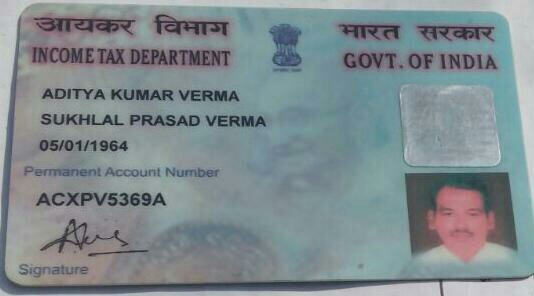 आयकर विभाग
INCOME TAX DEPARTMENT
भारत सरकार
GOVT. OF INDIA
ADITYA KUMAR VERMA
SUKHLAL PRASAD VERMA
05/01/1964
Permanent Account Number
ACXPV5369A
Signature